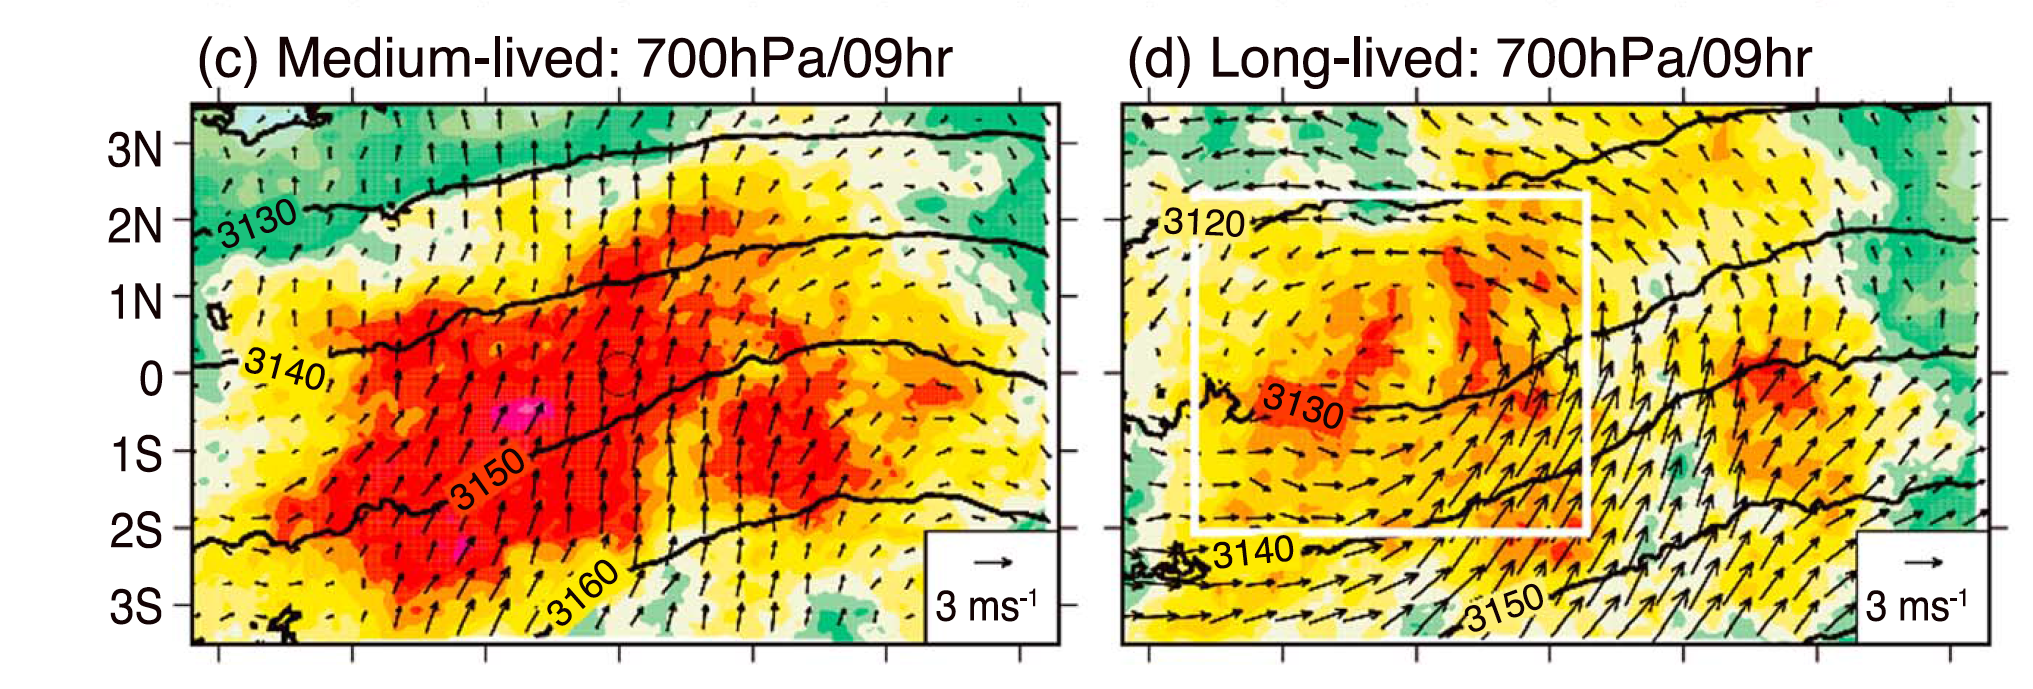 (c) Medium-lived: 700hPa/09hr
3N
2N
1N
0
1S
2S
3S
3130
3140
3150
3160
3 ms-1
(d) Long-lived: 700hPa/09hr
3120
3130
3140
3150
3 ms-1